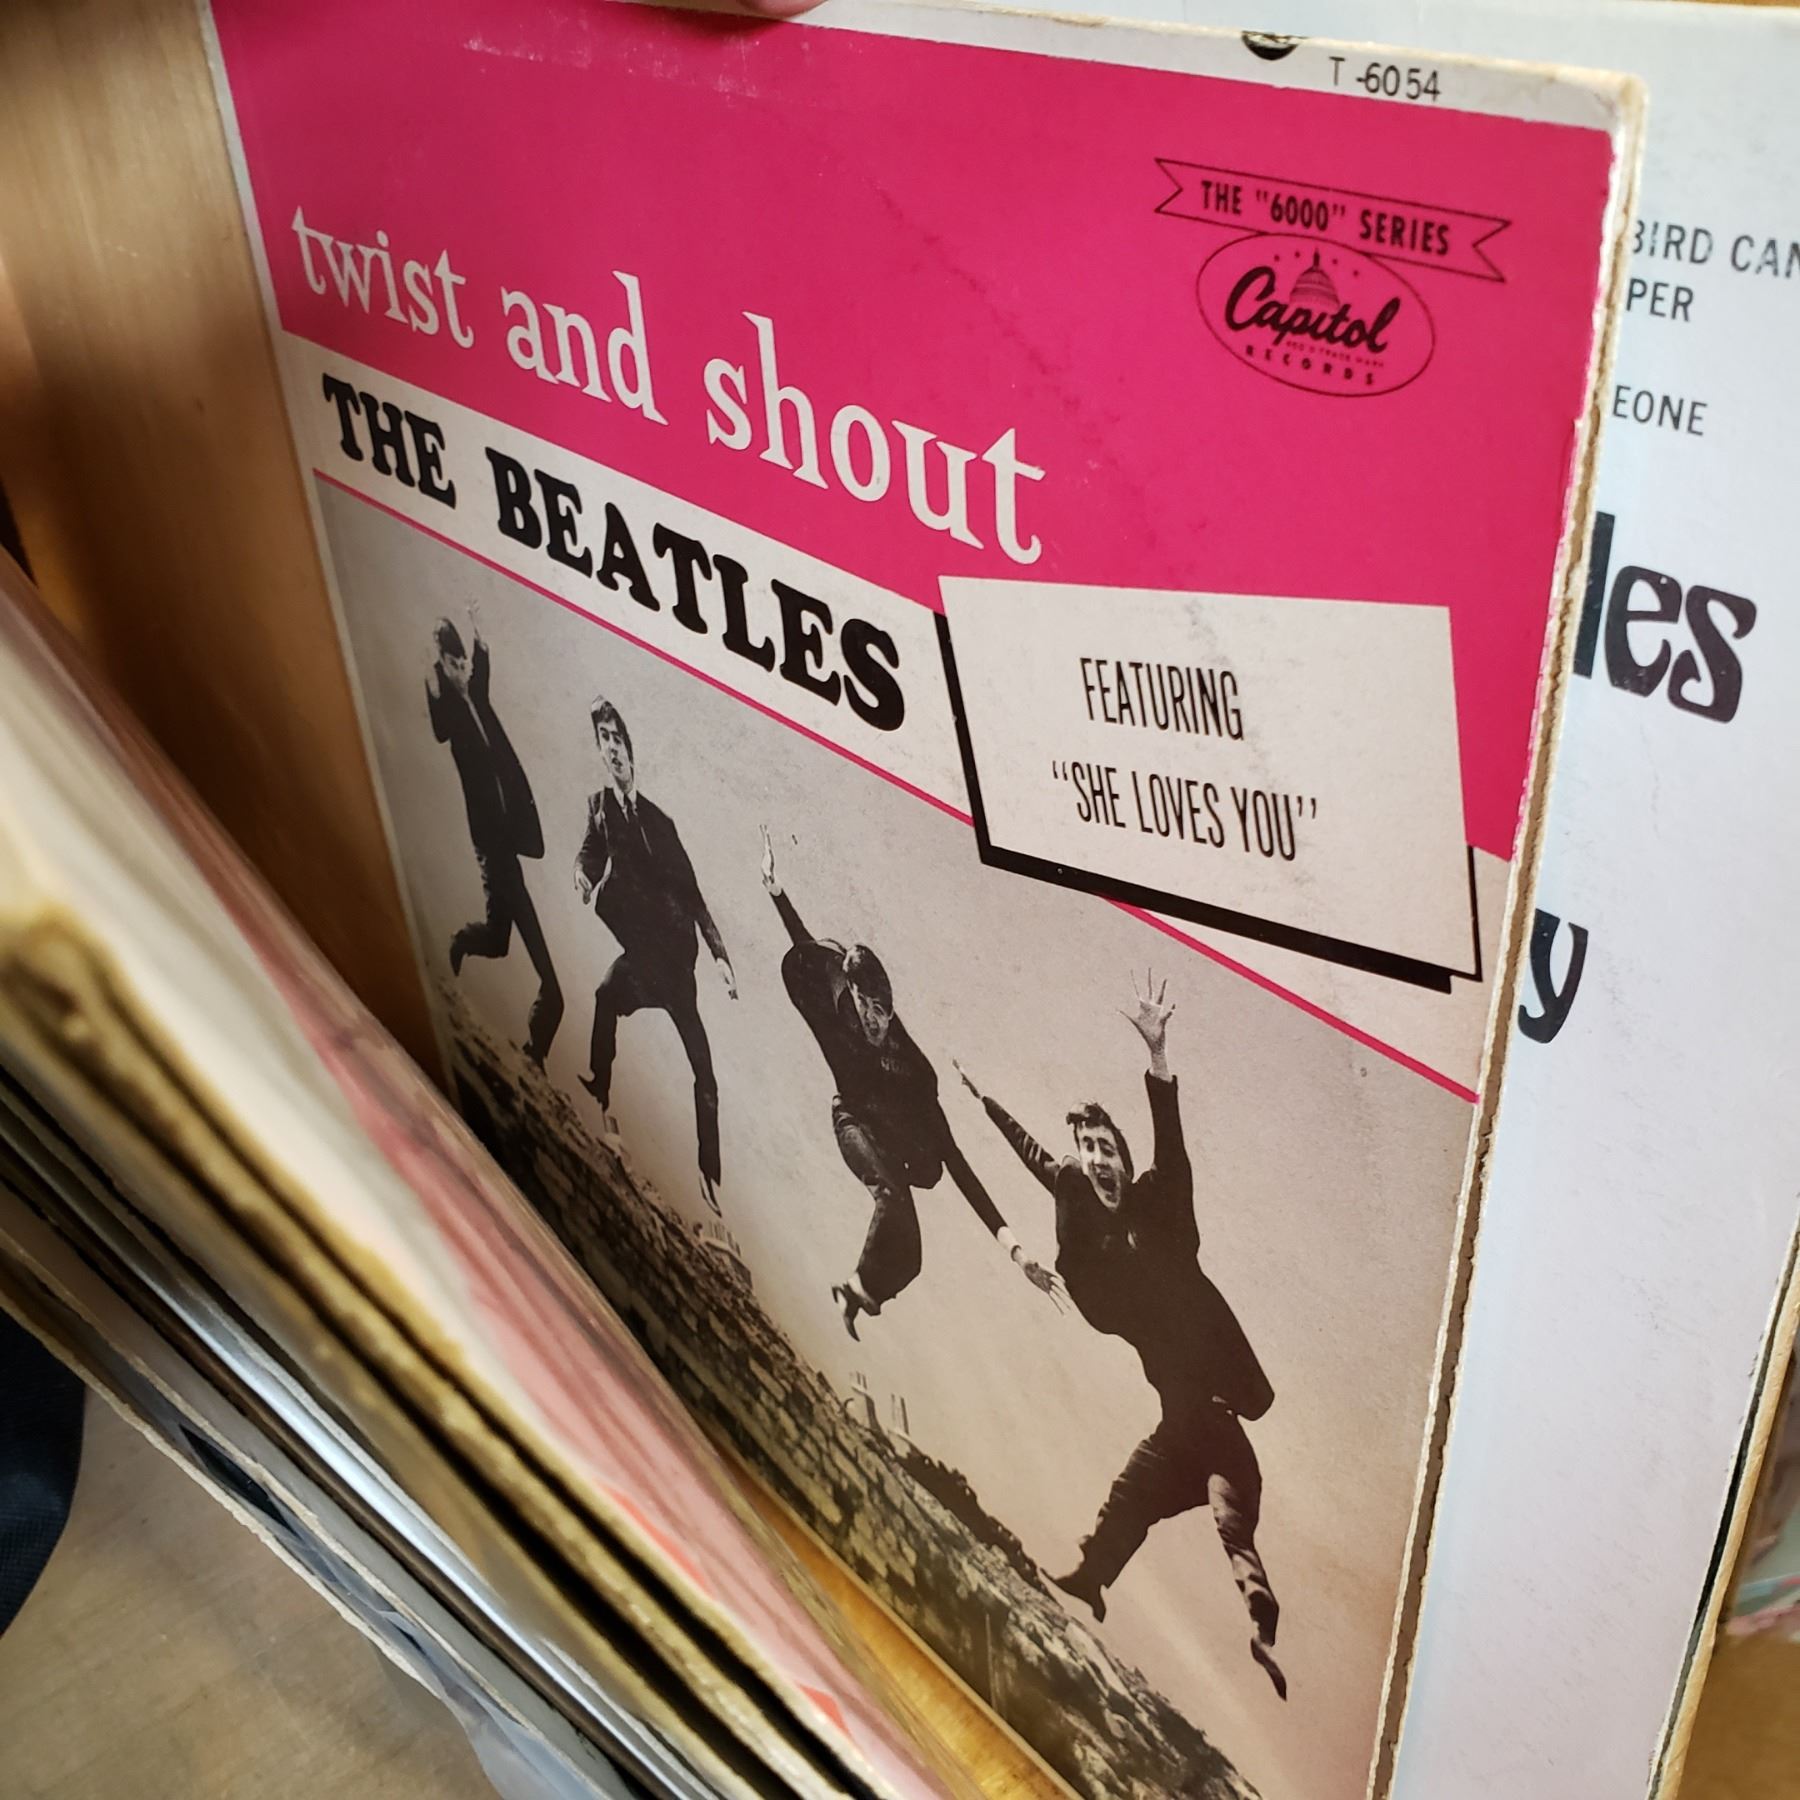 T-6054
THE "6000" SERIES
Capitol
RECORDS
twist and shout
THE BEATLES
FEATURING
"SHE LOVES YOU"
BIRD CAN
PER
EONE
les
y